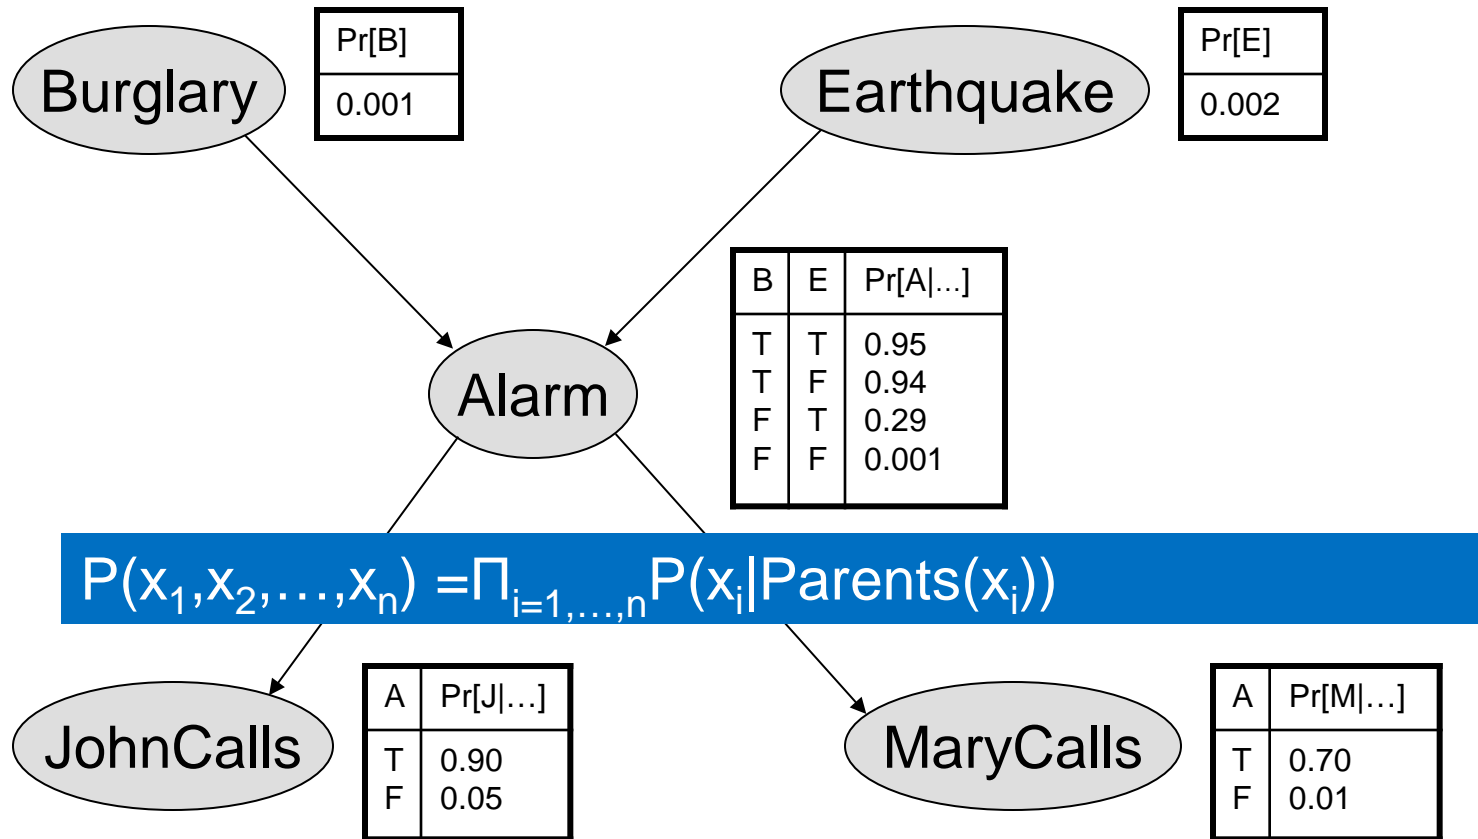 Burglary
Pr[B]
0.001
Earthquake
Pr[E]
0.002
Alarm
B E Pr[A|...]
T T 0.95
T F 0.94
F T 0.29
F F 0.001
P(x₁,x₂,…,xₙ) =Πᵢ₌₁,…,ₙP(xᵢ|Parents(xᵢ))
JohnCalls
A Pr[J|…]
T 0.90
F 0.05
MaryCalls
A Pr[M|…]
T 0.70
F 0.01